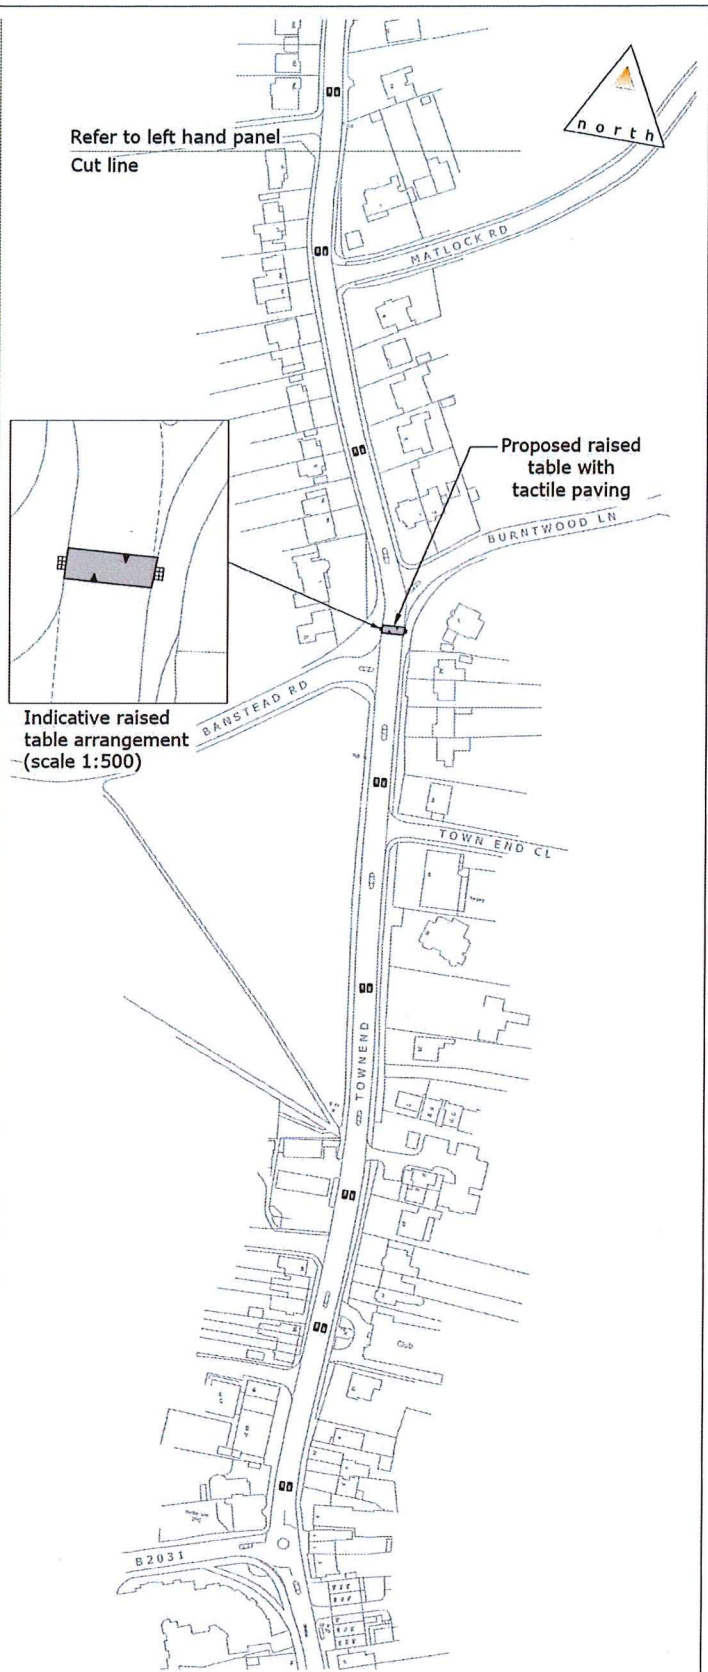 north
Refer to left hand panel
Cut line
MATLOCK RD
Proposed raised
table with
tactile paving
BURNTWOOD LN
BANSTEAD RD
Indicative raised
table arrangement
(scale 1:500)
TOWN END CL
TOWNEND
Club
B2031